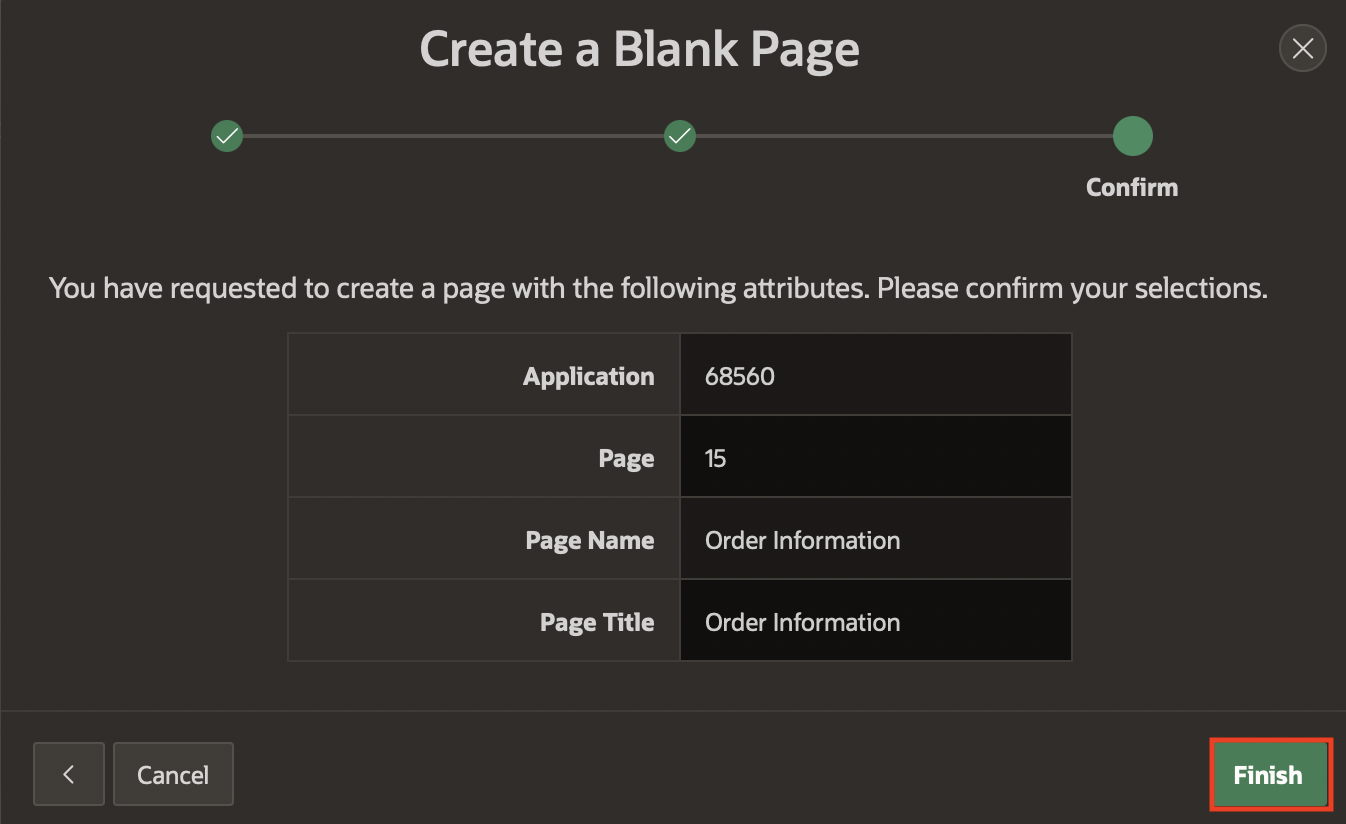 Create a Blank Page
Confirm
You have requested to create a page with the following attributes. Please confirm your selections.
Application 68560
Page 15
Page Name Order Information
Page Title Order Information
Cancel Finish